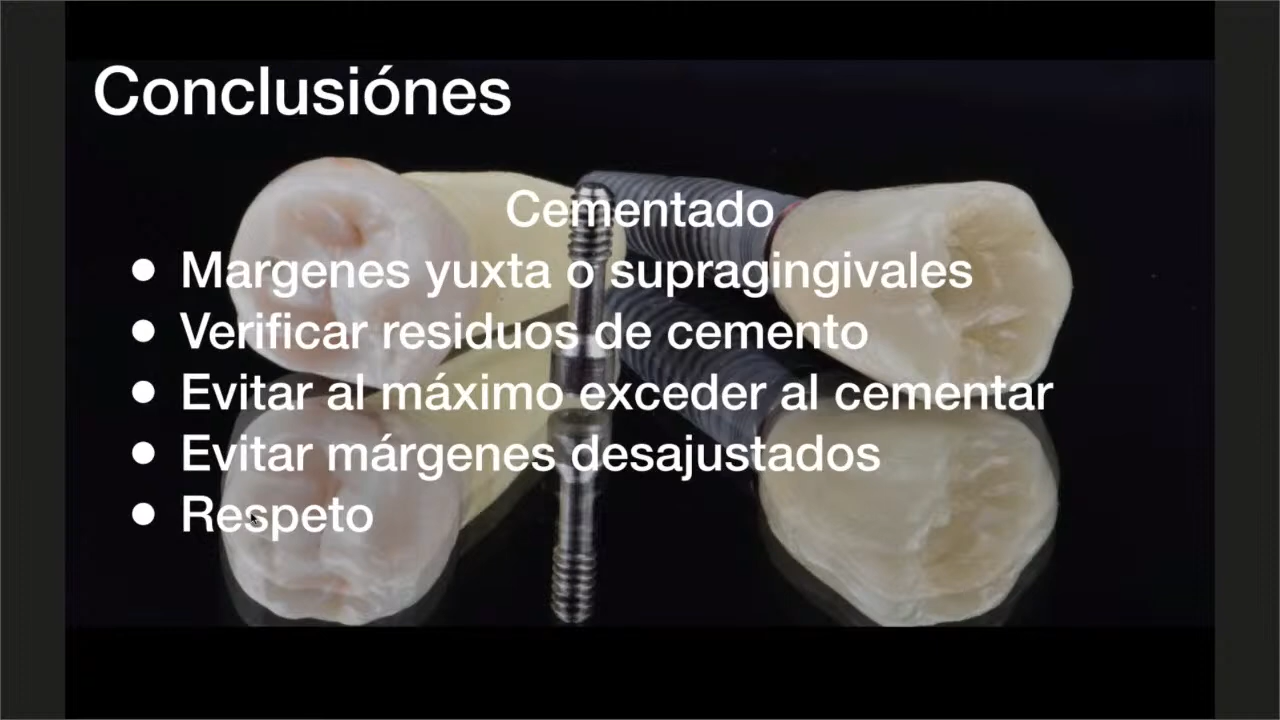 Conclusiónes
Cementado
● Margenes yuxta o supragingivales
● Verificar residuos de cemento
● Evitar al máximo exceder al cementar
● Evitar márgenes desajustados
● Respeto